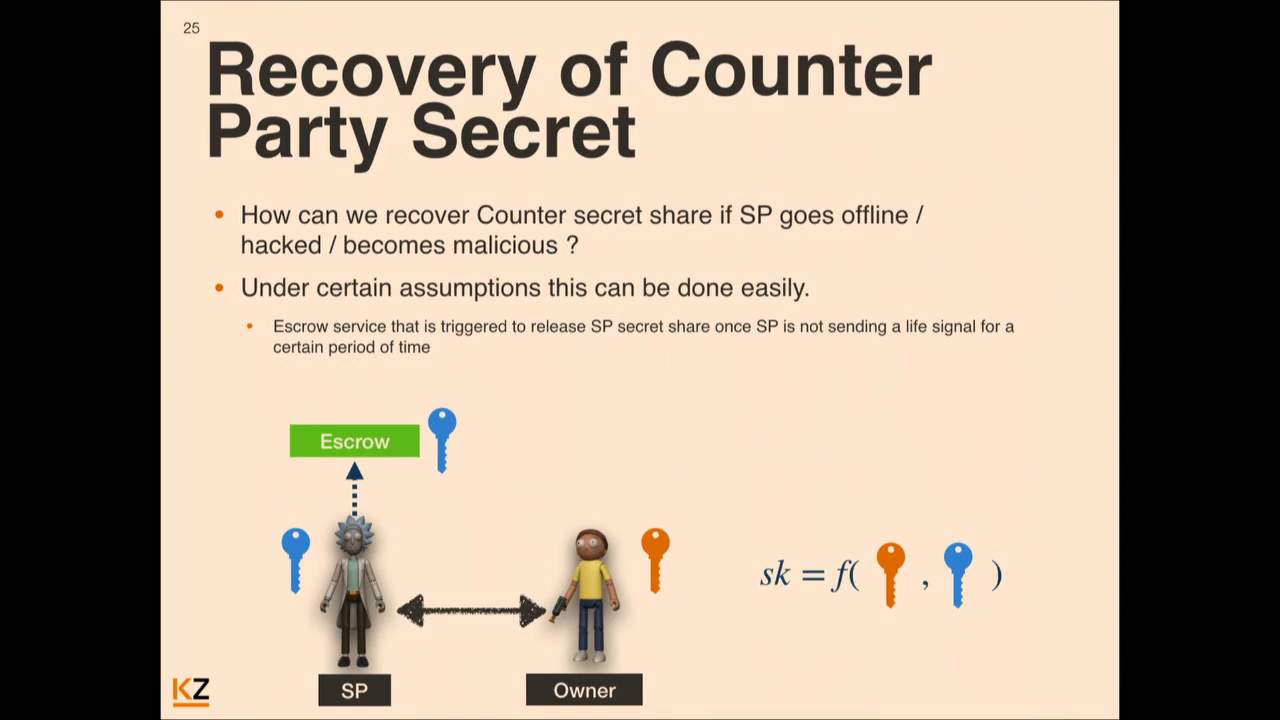 25
Recovery of Counter
Party Secret
• How can we recover Counter secret share if SP goes offline /
hacked / becomes malicious ?
• Under certain assumptions this can be done easily.
• Escrow service that is triggered to release SP secret share once SP is not sending a life signal for a
certain period of time
Escrow
sk = f( , )
SP
Owner
KZ